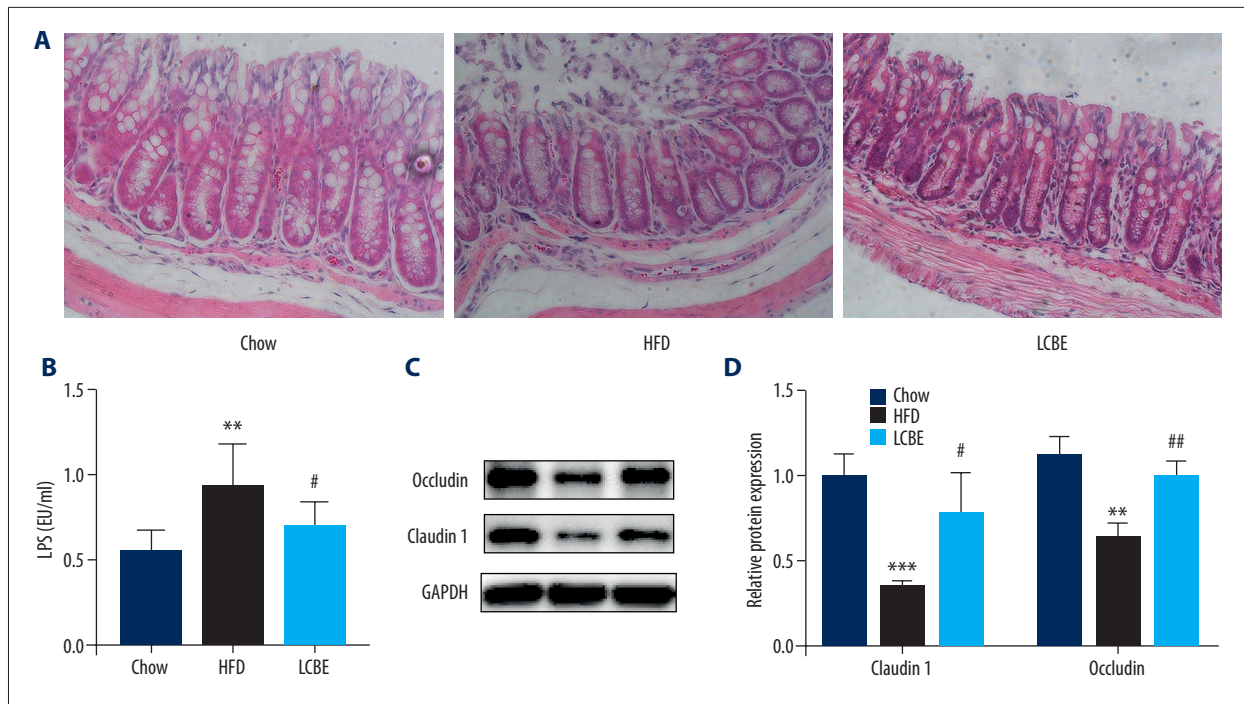 A
Chow
HFD
LCBE
B
LPS (EU/ml)
1.5
1.0
0.5
0.0
**
#
Chow
HFD
LCBE
C
Occludin
Claudin 1
GAPDH
D
Relative protein expression
1.5
1.0
0.5
0.0
Chow
HFD
LCBE
***
#
**
##
Claudin 1
Occludin